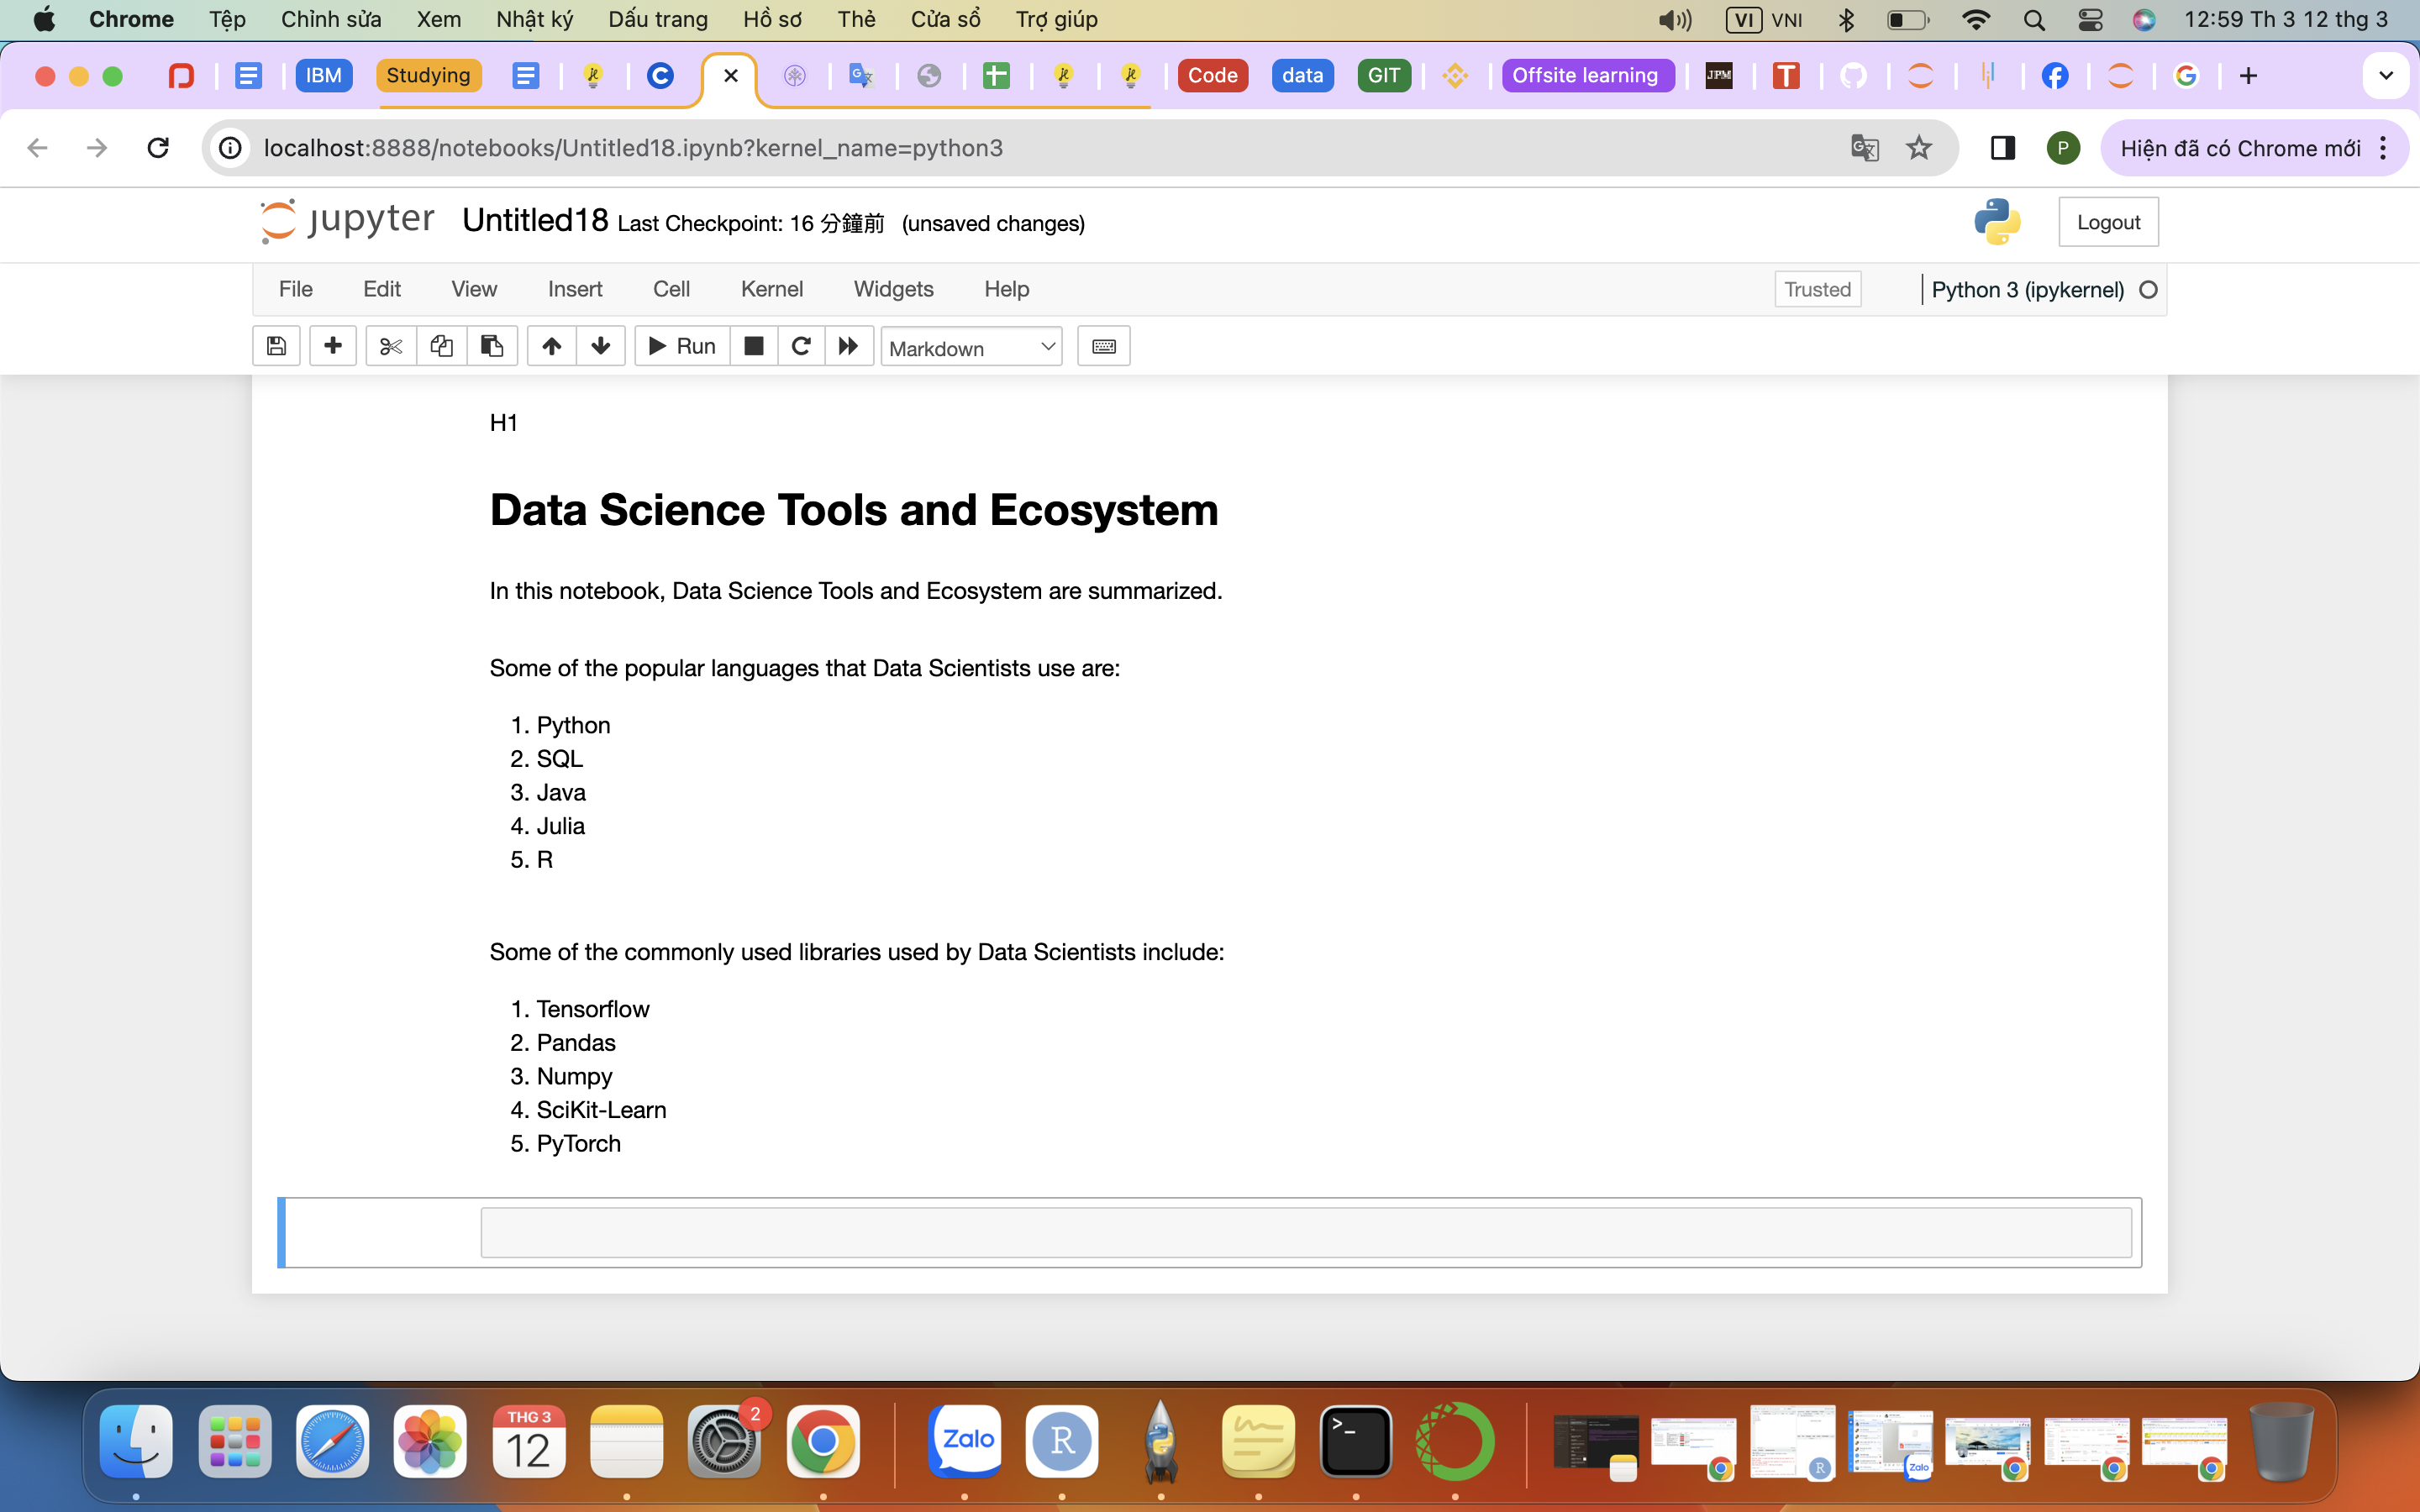 Chrome Tệp Chỉnh sửa Xem Nhật ký Dấu trang Hồ sơ Thẻ Cửa sổ Trợ giúp VI VNI 12:59 Th 3 12 thg 3
IBM Studying Code data GIT Offsite learning JPM T
localhost:8888/notebooks/Untitled18.ipynb?kernel_name=python3 P Hiện đã có Chrome mới
jupyter Untitled18 Last Checkpoint: 16 分鐘前 (unsaved changes) Logout
File Edit View Insert Cell Kernel Widgets Help Trusted Python 3 (ipykernel)
Run Markdown
H1
Data Science Tools and Ecosystem
In this notebook, Data Science Tools and Ecosystem are summarized.
Some of the popular languages that Data Scientists use are:
1. Python
2. SQL
3. Java
4. Julia
5. R
Some of the commonly used libraries used by Data Scientists include:
1. Tensorflow
2. Pandas
3. Numpy
4. SciKit-Learn
5. PyTorch
THG 3
12
2
Zalo
R
>_
R
Zalo